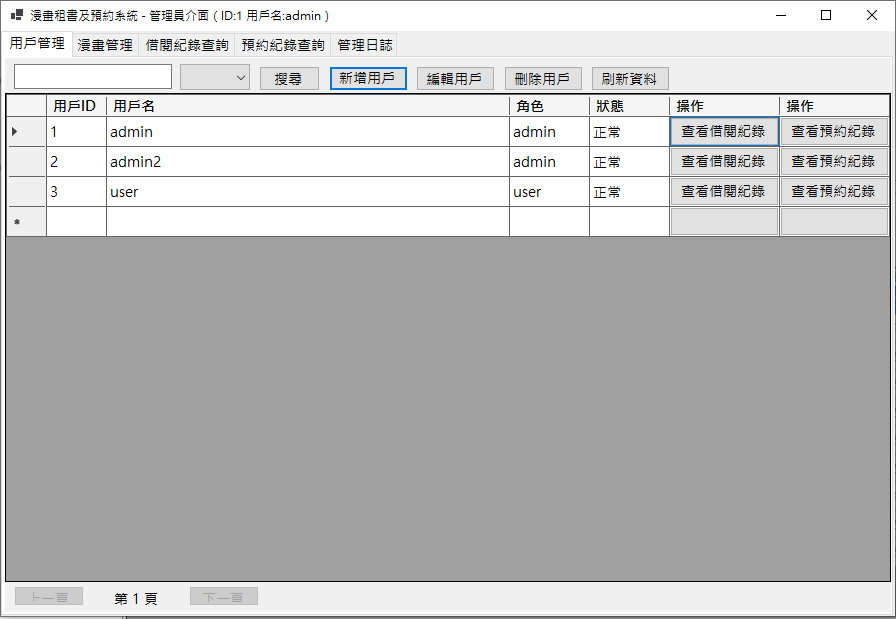 漫畫租書及預約系統 - 管理員介面 ( ID:1 用戶名:admin )
用戶管理 漫畫管理 借閱紀錄查詢 預約紀錄查詢 管理日誌
搜尋 新增用戶 編輯用戶 刪除用戶 刷新資料
用戶ID 用戶名 角色 狀態 操作 操作
1 admin admin 正常 查看借閱紀錄 查看預約紀錄
2 admin2 admin 正常 查看借閱紀錄 查看預約紀錄
3 user user 正常 查看借閱紀錄 查看預約紀錄
*
上一頁 第 1 頁 下一頁